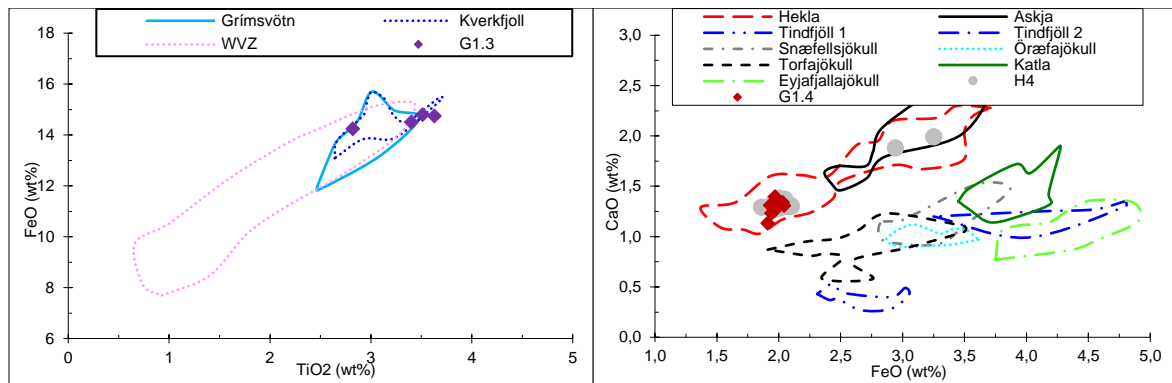 Grímsvötn Kverkfjoll
WVZ G1.3
18
16
14
12
10
8
6
FeO (wt%)
0 1 2 3 4 5
TiO2 (wt%)
Hekla Askja
Tindfjöll 1 Tindfjöll 2
Snæfellsjökull Öræfajökull
Torfajökull Katla
Eyjafjallajökull H4
G1.4
3,0
2,5
2,0
1,5
1,0
0,5
0,0
CaO (wt%)
1,0 1,5 2,0 2,5 3,0 3,5 4,0 4,5 5,0
FeO (wt%)